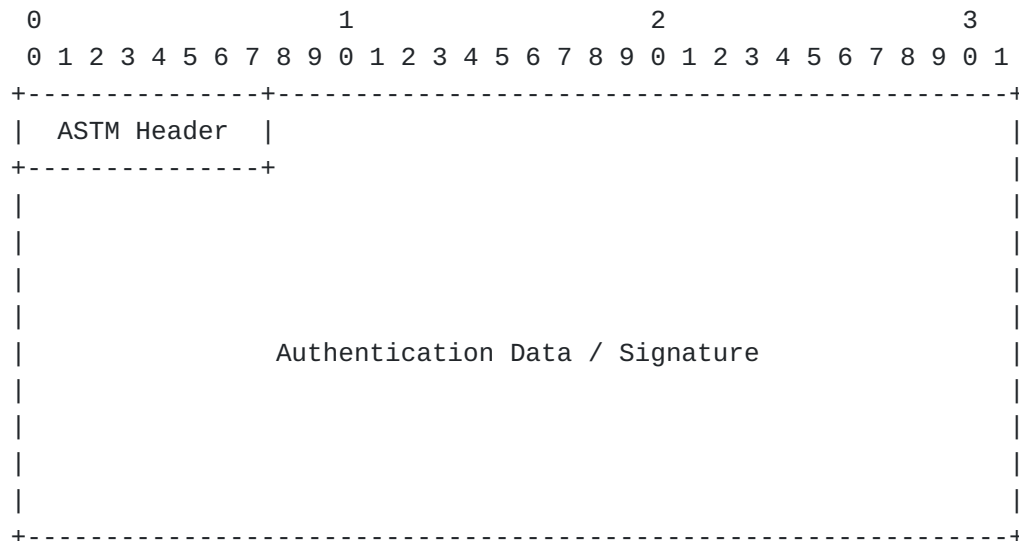 0                   1                   2                   3
 0 1 2 3 4 5 6 7 8 9 0 1 2 3 4 5 6 7 8 9 0 1 2 3 4 5 6 7 8 9 0 1
+---------------+-----------------------------------------------+
|  ASTM Header  |                                               |
+---------------+                                               |
|                                                               |
|                                                               |
|                                                               |
|                                                               |
|                Authentication Data / Signature                |
|                                                               |
|                                                               |
|                                                               |
|                                                               |
+---------------------------------------------------------------+